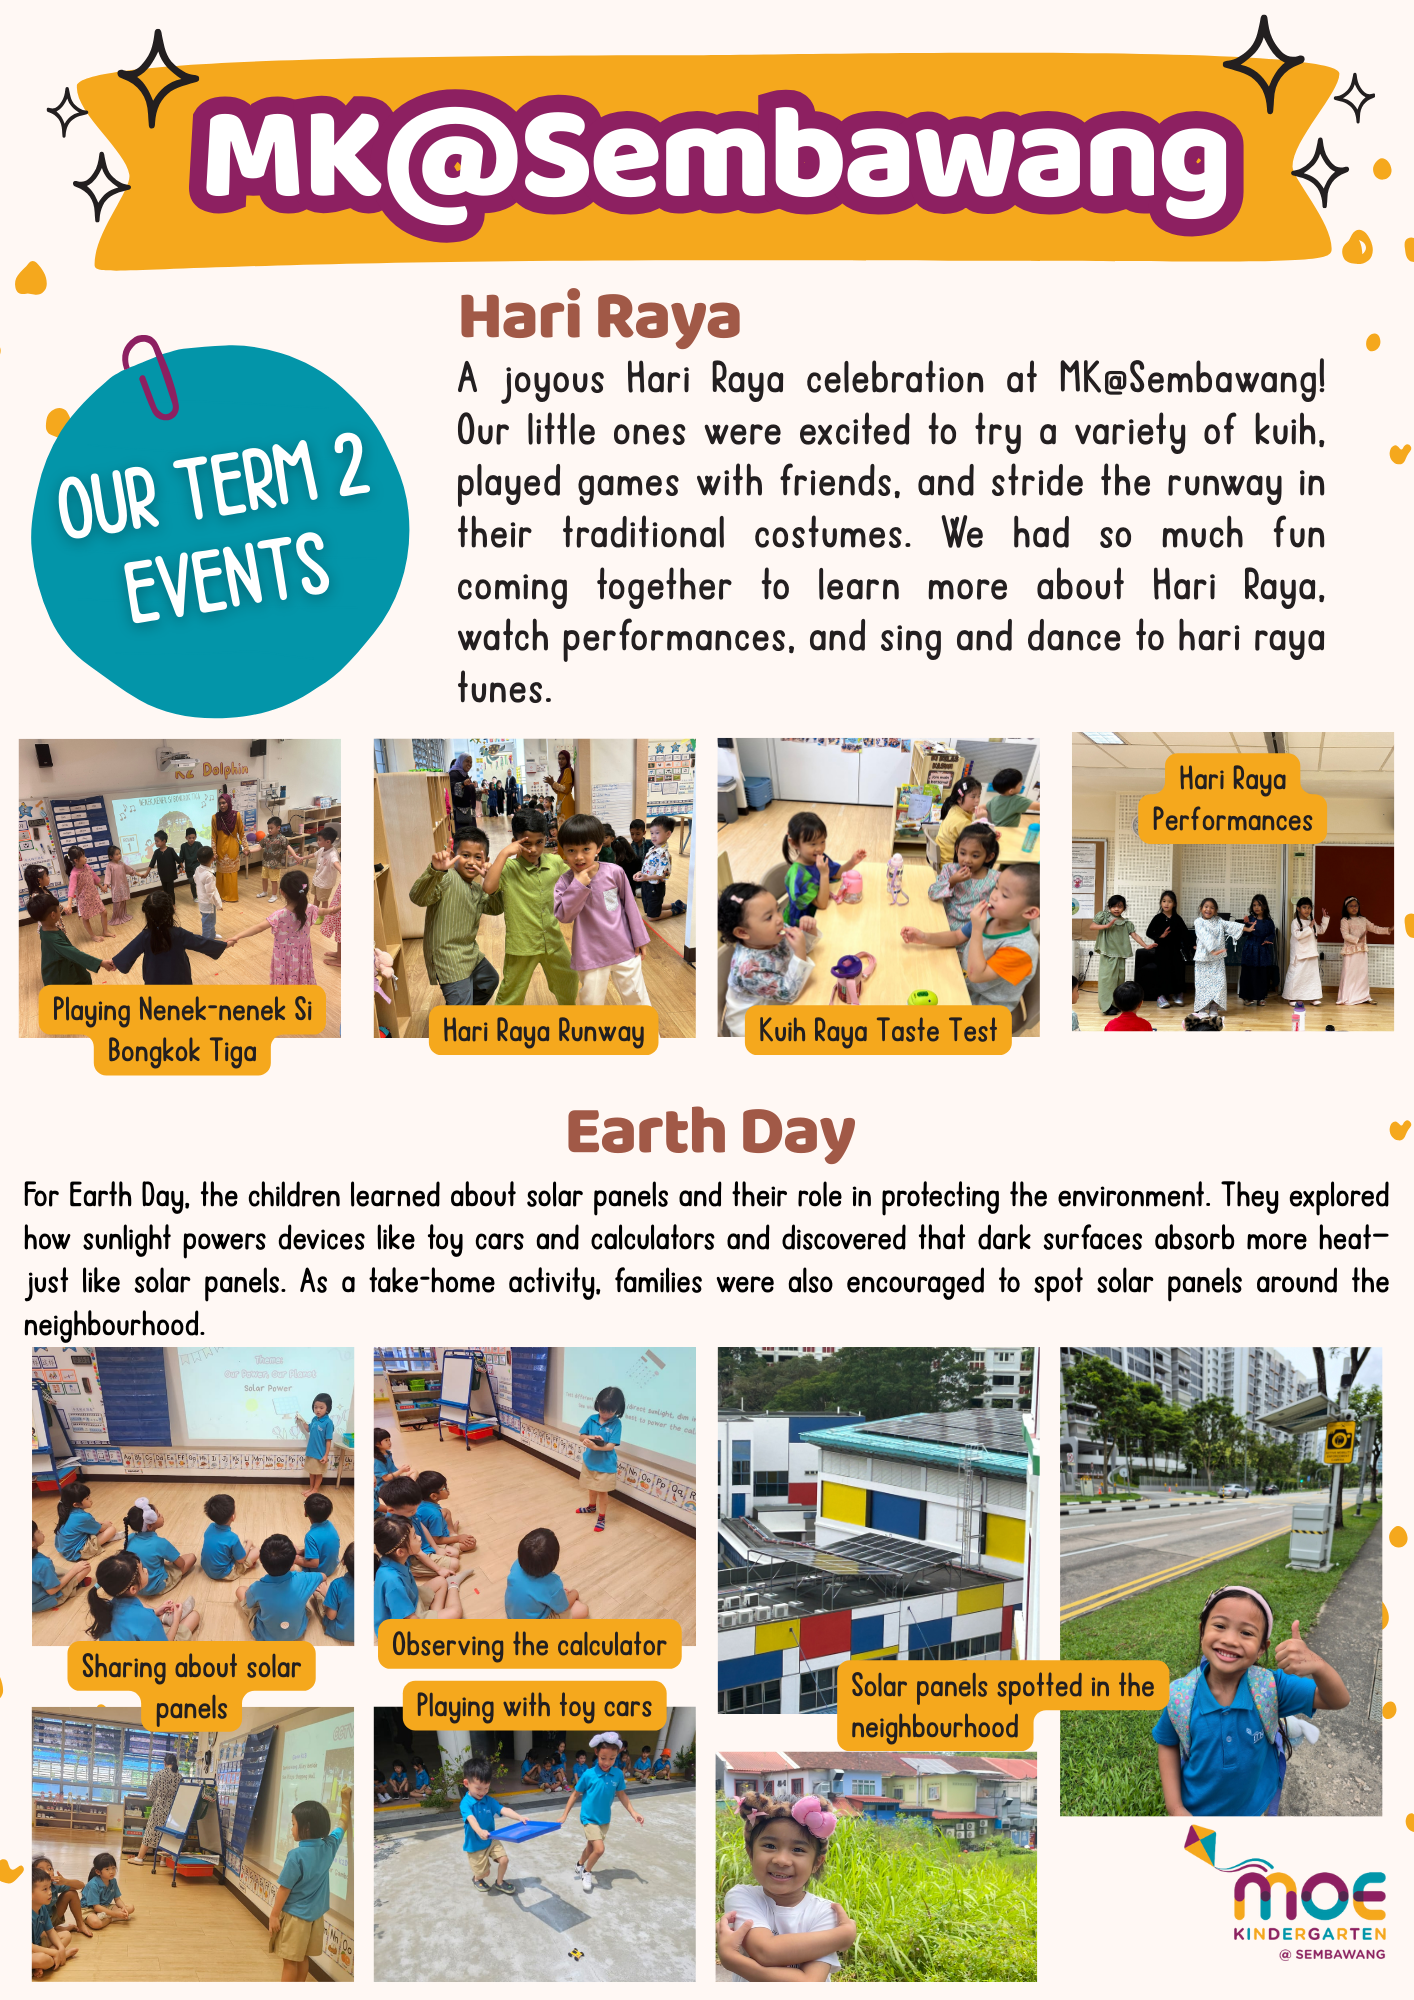 MK@Sembawang
OUR TERM 2
EVENTS
Hari Raya
A joyous Hari Raya celebration at MK@Sembawang!
Our little ones were excited to try a variety of kuih,
played games with friends, and stride the runway in
their traditional costumes. We had so much fun
coming together to learn more about Hari Raya,
watch performances, and sing and dance to hari raya
tunes.
Dolphin
Playing Nenek-nenek Si
Bongkok Tiga
Hari Raya Runway
Kuih Raya Taste Test
Hari Raya
Performances
Earth Day
For Earth Day, the children learned about solar panels and their role in protecting the environment. They explored
how sunlight powers devices like toy cars and calculators and discovered that dark surfaces absorb more heat—
just like solar panels. As a take-home activity, families were also encouraged to spot solar panels around the
neighbourhood.
Theme:
Our Power, Our Planet
Solar Power
Sharing about solar
panels
Observing the calculator
Playing with toy cars
Solar panels spotted in the
neighbourhood
MOE
KINDERGARTEN
@ SEMBAWANG